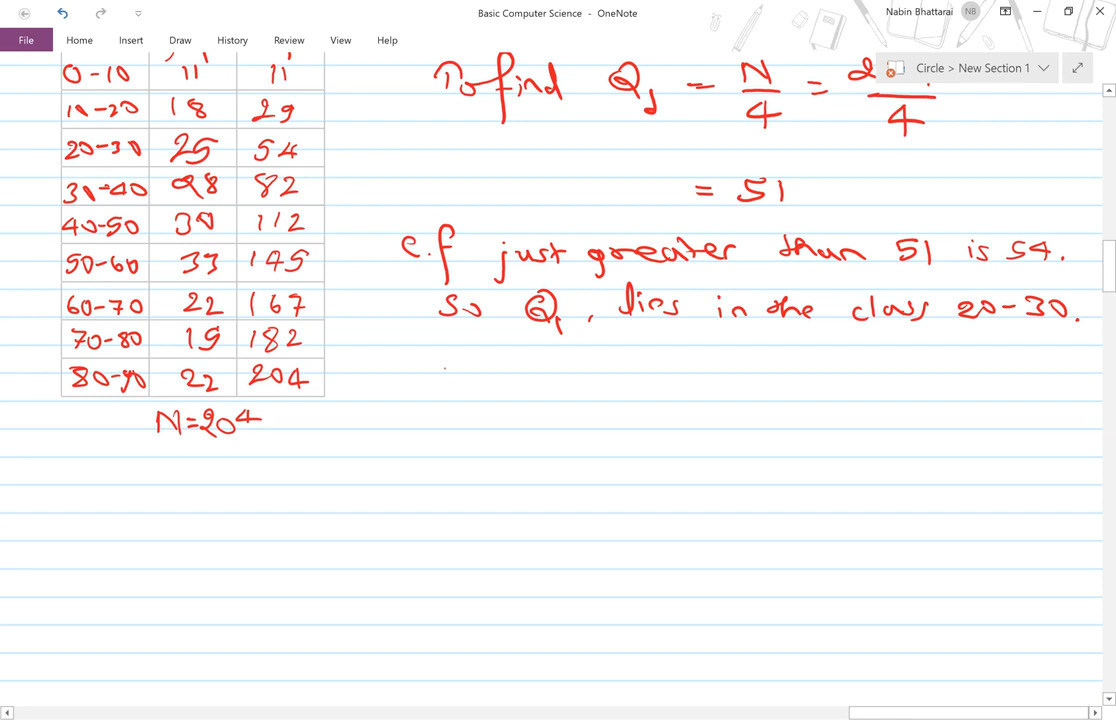 Basic Computer Science - OneNote
Nabin Bhattarai NB
File Home Insert Draw History Review View Help
Circle > New Section 1
0-10 11 11
10-20 18 29
20-30 25 54
30-40 28 82
40-50 30 112
50-60 33 145
60-70 22 167
70-80 15 182
80-90 22 204
N=204
To find Q₁ = N/4 = 2 /4
= 51
c.f just greater than 51 is 54.
So Q₁, lies in the class 20-30.